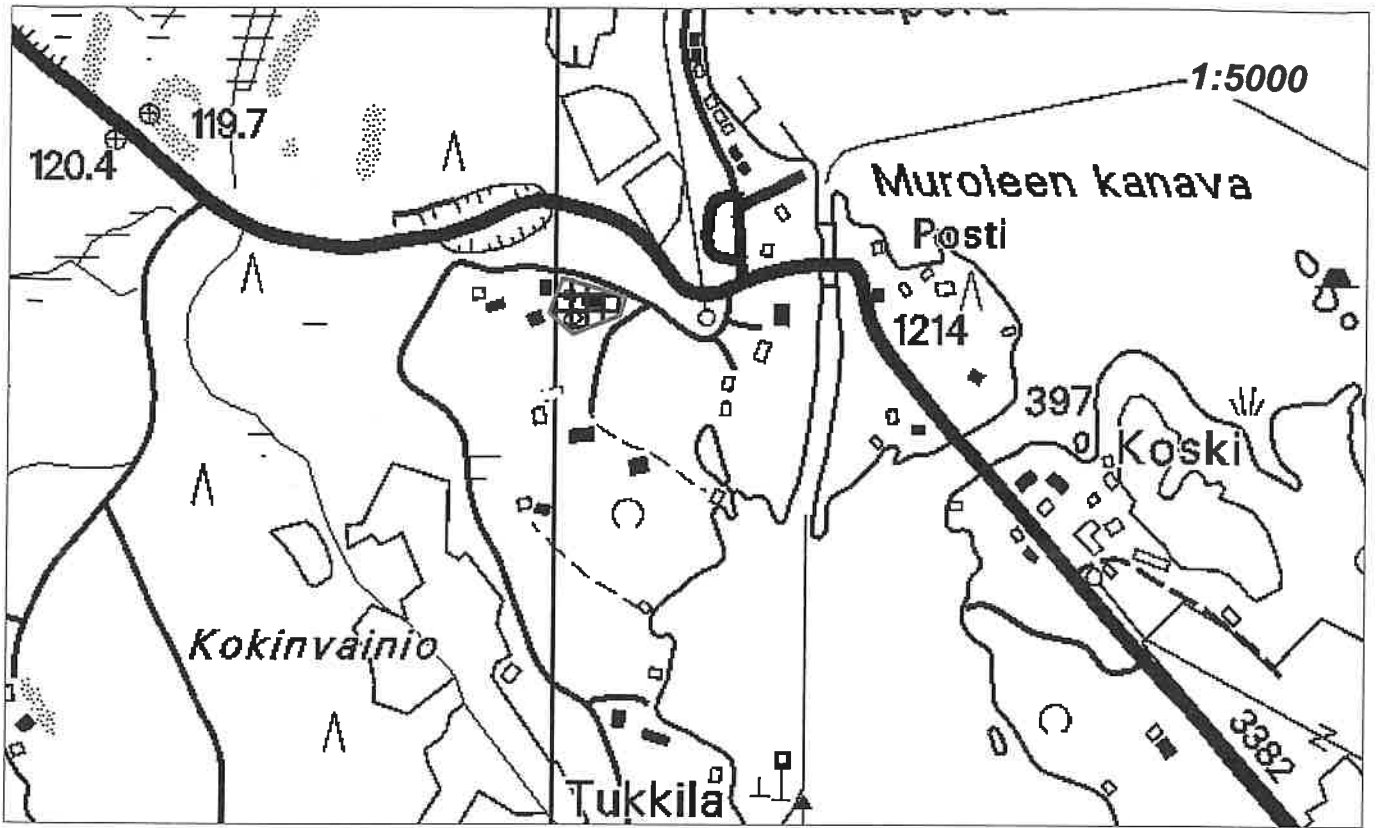 1:5000
119.7
120.4
Muroleen kanava
Posti
1214
397
Koski
Kokinvainio
3382
Tukkila